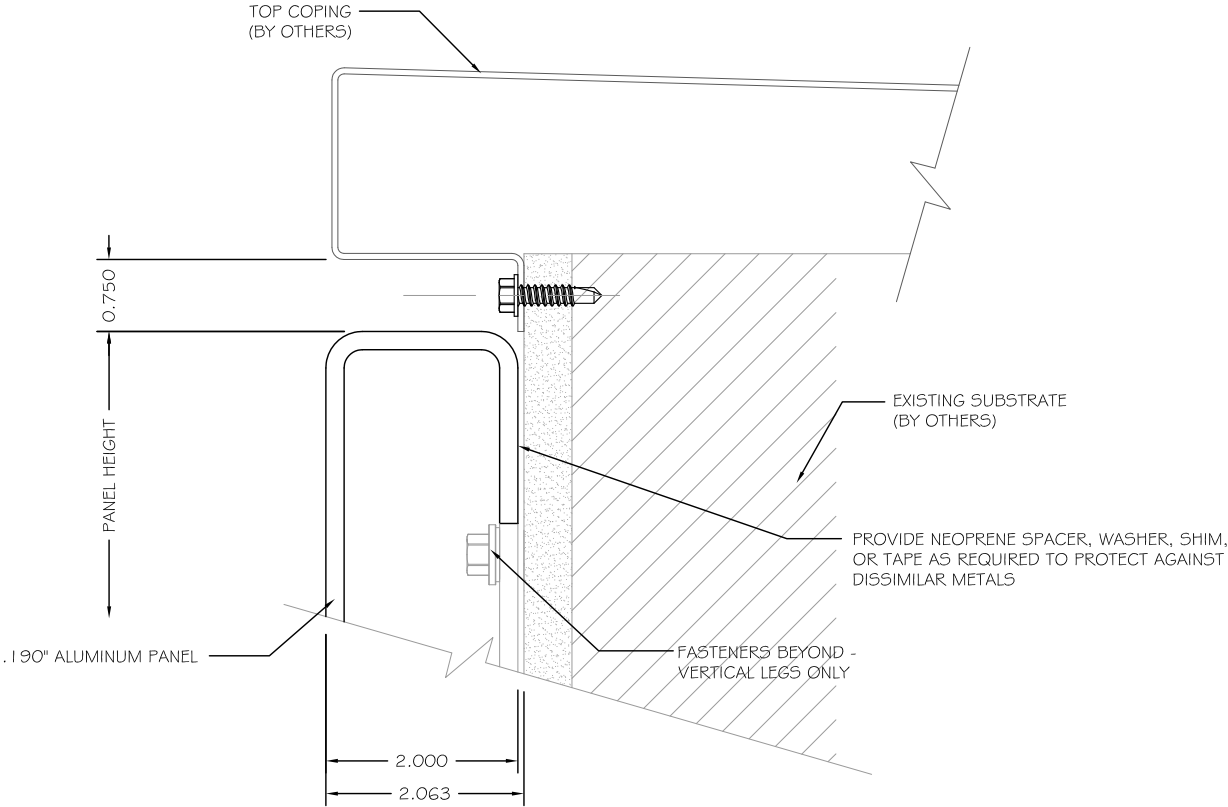 TOP COPING
(BY OTHERS)
0.750
PANEL HEIGHT
EXISTING SUBSTRATE
(BY OTHERS)
PROVIDE NEOPRENE SPACER, WASHER, SHIM,
OR TAPE AS REQUIRED TO PROTECT AGAINST
DISSIMILAR METALS
.190" ALUMINUM PANEL
FASTENERS BEYOND -
VERTICAL LEGS ONLY
2.000
2.063